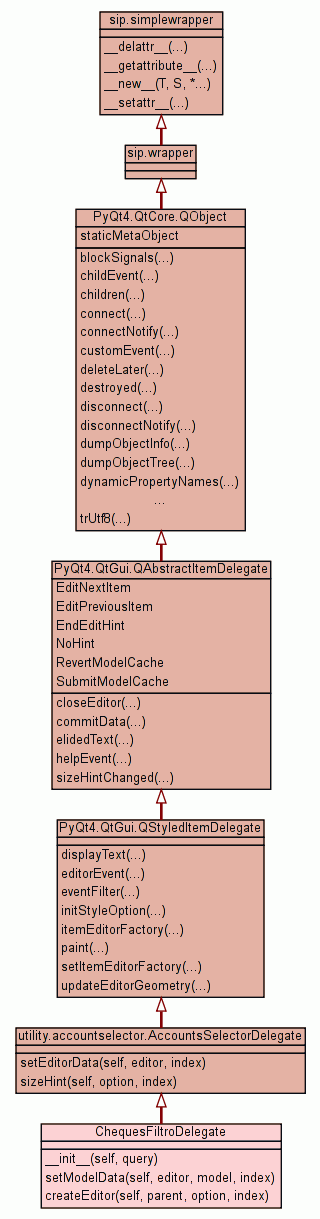 sip.simplewrapper
__delattr__(...)
__getattribute__(...)
__new__(T, S, *...)
__setattr__(...)
sip.wrapper
PyQt4.QtCore.QObject
staticMetaObject
blockSignals(...)
childEvent(...)
children(...)
connect(...)
connectNotify(...)
customEvent(...)
deleteLater(...)
destroyed(...)
disconnect(...)
disconnectNotify(...)
dumpObjectInfo(...)
dumpObjectTree(...)
dynamicPropertyNames(...)
...
trUtf8(...)
PyQt4.QtGui.QAbstractItemDelegate
EditNextItem
EditPreviousItem
EndEditHint
NoHint
RevertModelCache
SubmitModelCache
closeEditor(...)
commitData(...)
elidedText(...)
helpEvent(...)
sizeHintChanged(...)
PyQt4.QtGui.QStyledItemDelegate
displayText(...)
editorEvent(...)
eventFilter(...)
initStyleOption(...)
itemEditorFactory(...)
paint(...)
setItemEditorFactory(...)
updateEditorGeometry(...)
utility.accountselector.AccountsSelectorDelegate
setEditorData(self, editor, index)
sizeHint(self, option, index)
ChequesFiltroDelegate
__init__(self, query)
setModelData(self, editor, model, index)
createEditor(self, parent, option, index)